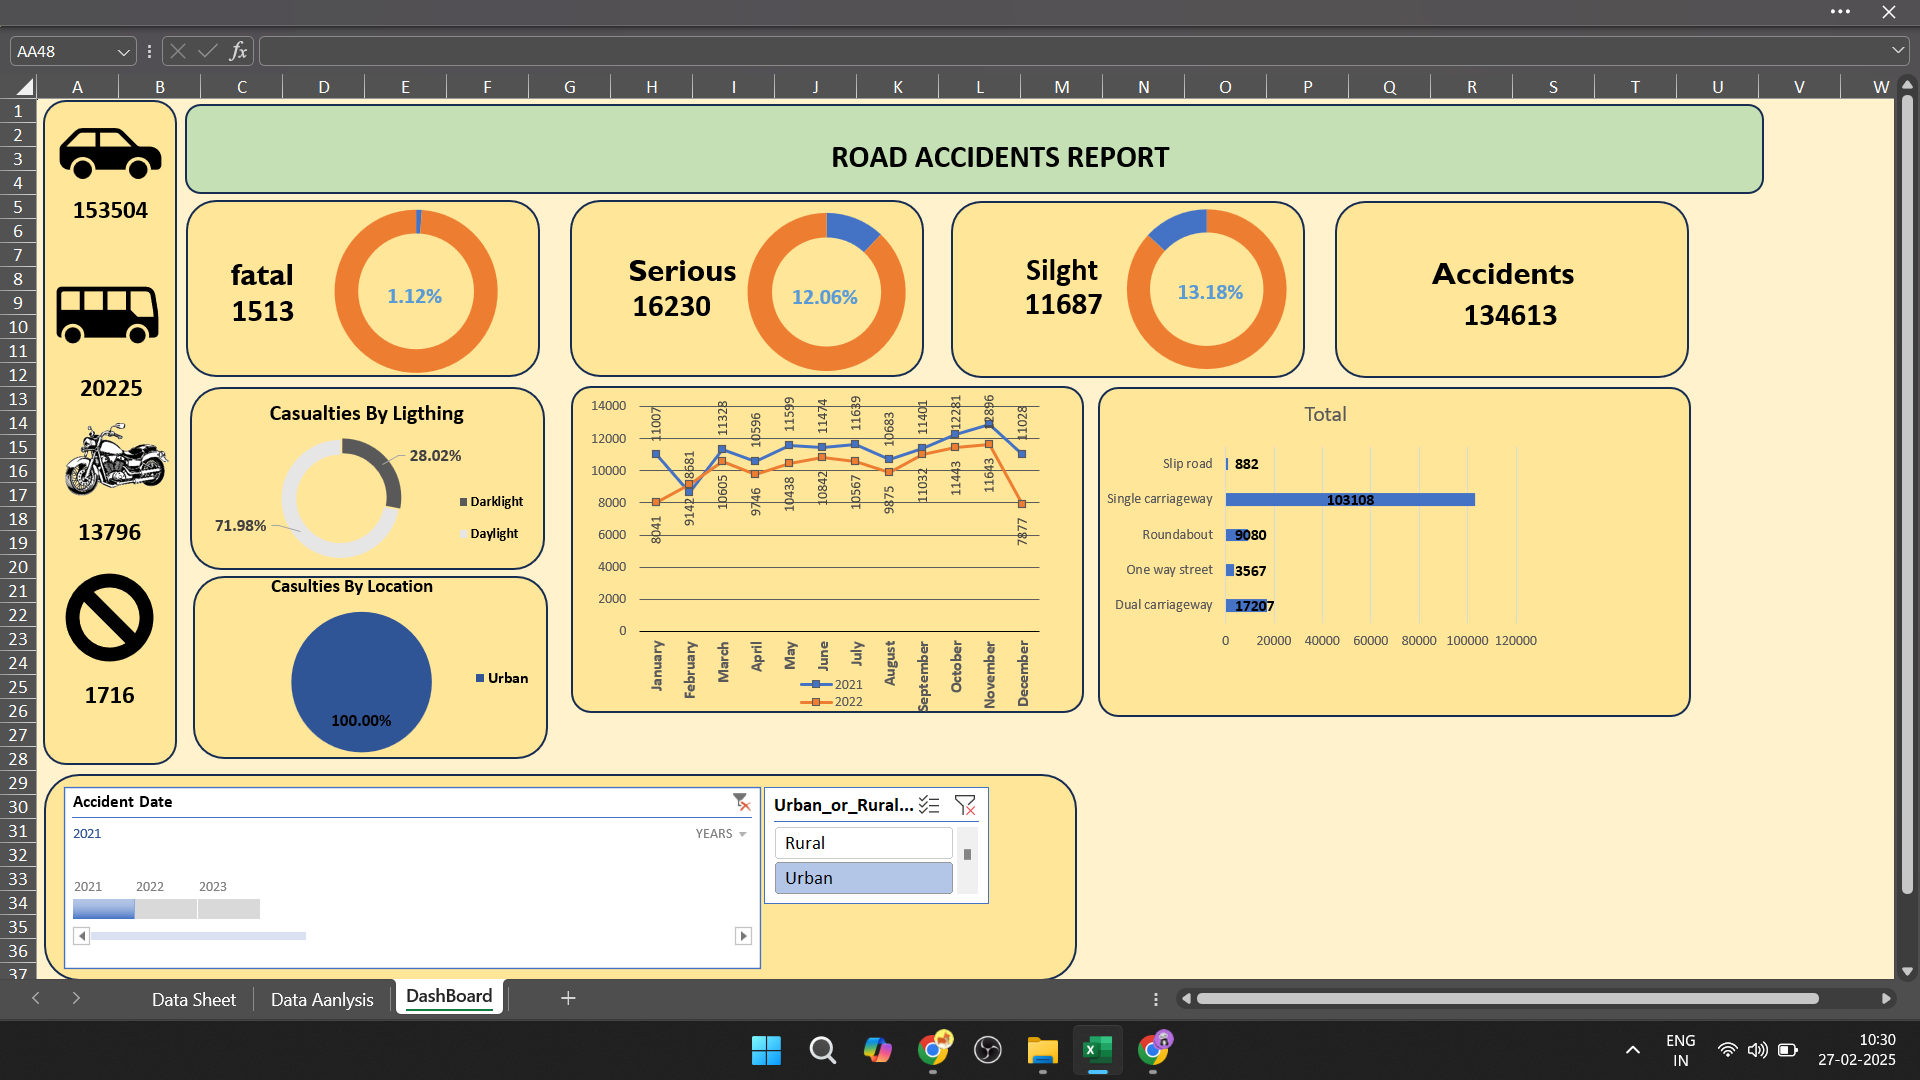 AA48
fx
A B C D E F G H I J K L M N O P Q R S T U V W
1
2
3
4
5
6
7
8
9
10
11
12
13
14
15
16
17
18
19
20
21
22
23
24
25
26
27
28
29
30
31
32
33
34
35
36
37
153504
20225
13796
1716
ROAD ACCIDENTS REPORT
fatal
1513
1.12%
Serious
16230
12.06%
Silght
11687
13.18%
Accidents
134613
Casualties By Ligthing
28.02%
71.98%
Darklight
Daylight
Casulties By Location
100.00%
Urban
14000
12000
10000
8000
6000
4000
2000
0
11007 8681 11328 10596 11599 11474 11639 10683 11401 12281 12896 11028
8041 9142 10605 9746 10438 10842 10567 9875 11032 11443 11643 7877
January February March April May June July August September October November December
2021
2022
Total
Slip road 882
Single carriageway 103108
Roundabout 9080
One way street 3567
Dual carriageway 17207
0 20000 40000 60000 80000 100000 120000
Accident Date
2021 YEARS
2021 2022 2023
Urban_or_Rural...
Rural
Urban
Data Sheet Data Aanlysis DashBoard
ENG
IN
10:30
27-02-2025